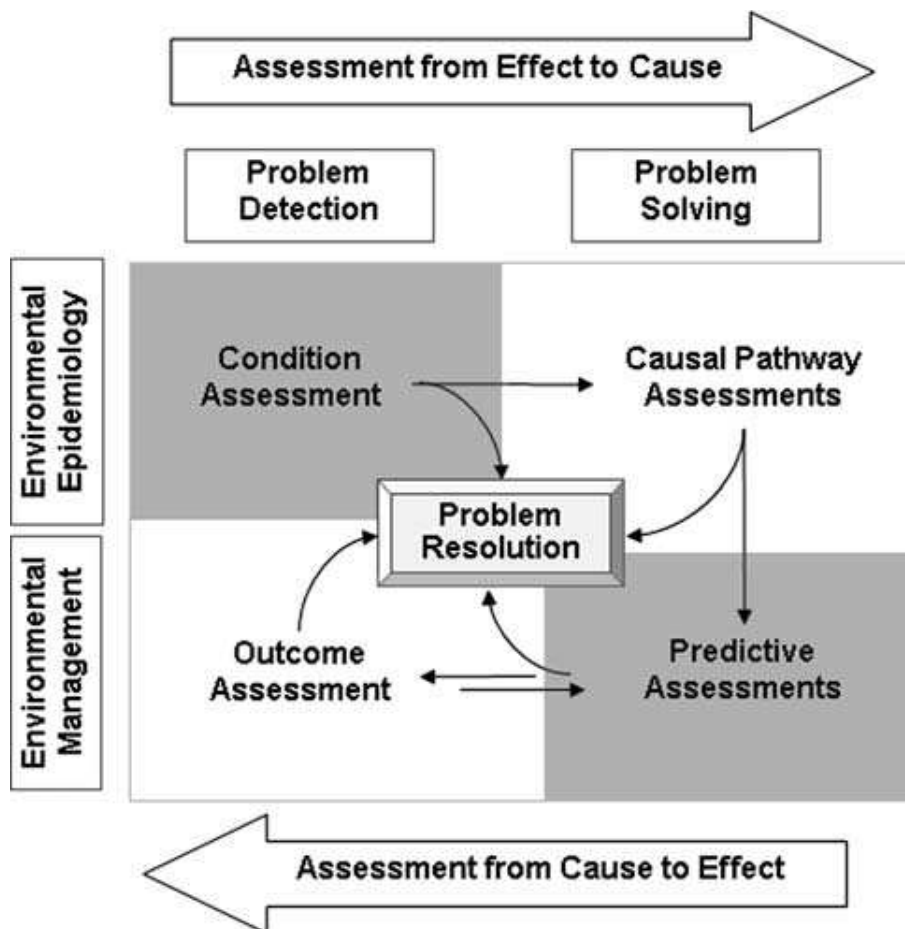 Assessment from Effect to Cause
Problem
Detection
Problem
Solving
Environmental
Epidemiology
Condition
Assessment
Causal Pathway
Assessments
Problem
Resolution
Environmental
Management
Outcome
Assessment
Predictive
Assessments
Assessment from Cause to Effect